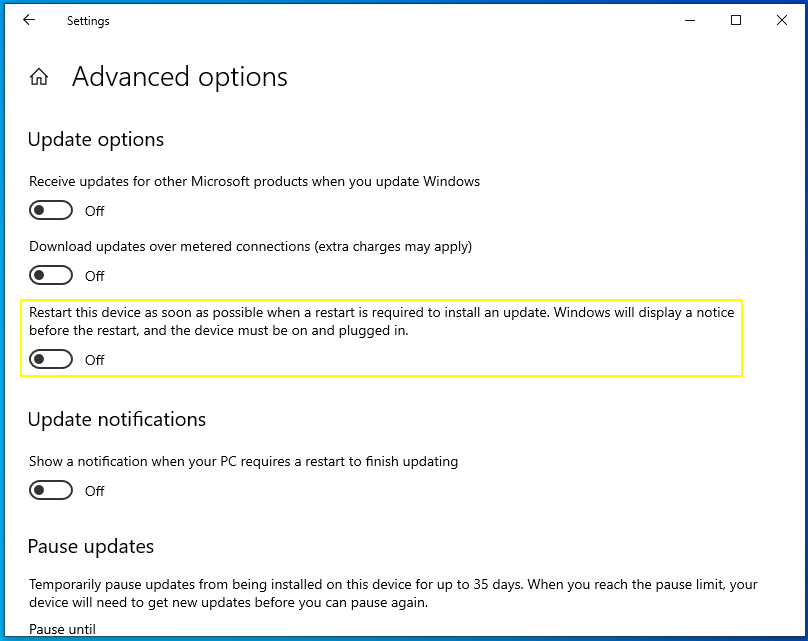 Settings
Advanced options
Update options
Receive updates for other Microsoft products when you update Windows
Off
Download updates over metered connections (extra charges may apply)
Off
Restart this device as soon as possible when a restart is required to install an update. Windows will display a notice
before the restart, and the device must be on and plugged in.
Off
Update notifications
Show a notification when your PC requires a restart to finish updating
Off
Pause updates
Temporarily pause updates from being installed on this device for up to 35 days. When you reach the pause limit, your
device will need to get new updates before you can pause again.
Pause until